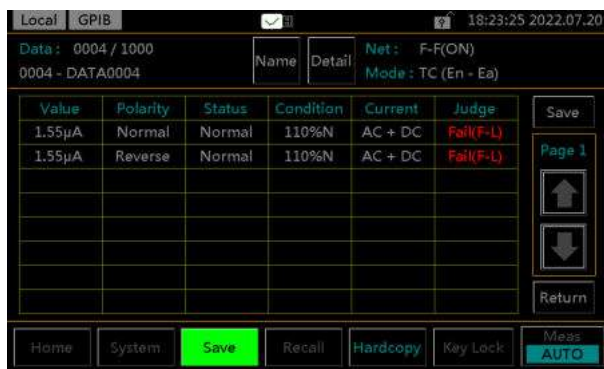 Local GPIB 18:23:25 2022.07.20
Data : 0004 / 1000
0004 - DATA0004
Name Detail
Net : F-F(ON)
Mode : TC (En - Ea)
Value Polarity Status Condition Current Judge
1.55μA Normal Normal 110%N AC + DC Fail(F-L)
1.55μA Reverse Normal 110%N AC + DC Fail(F-L)
Save
Page 1
Return
Home System Save Recall Hardcopy Key Lock Meas
AUTO